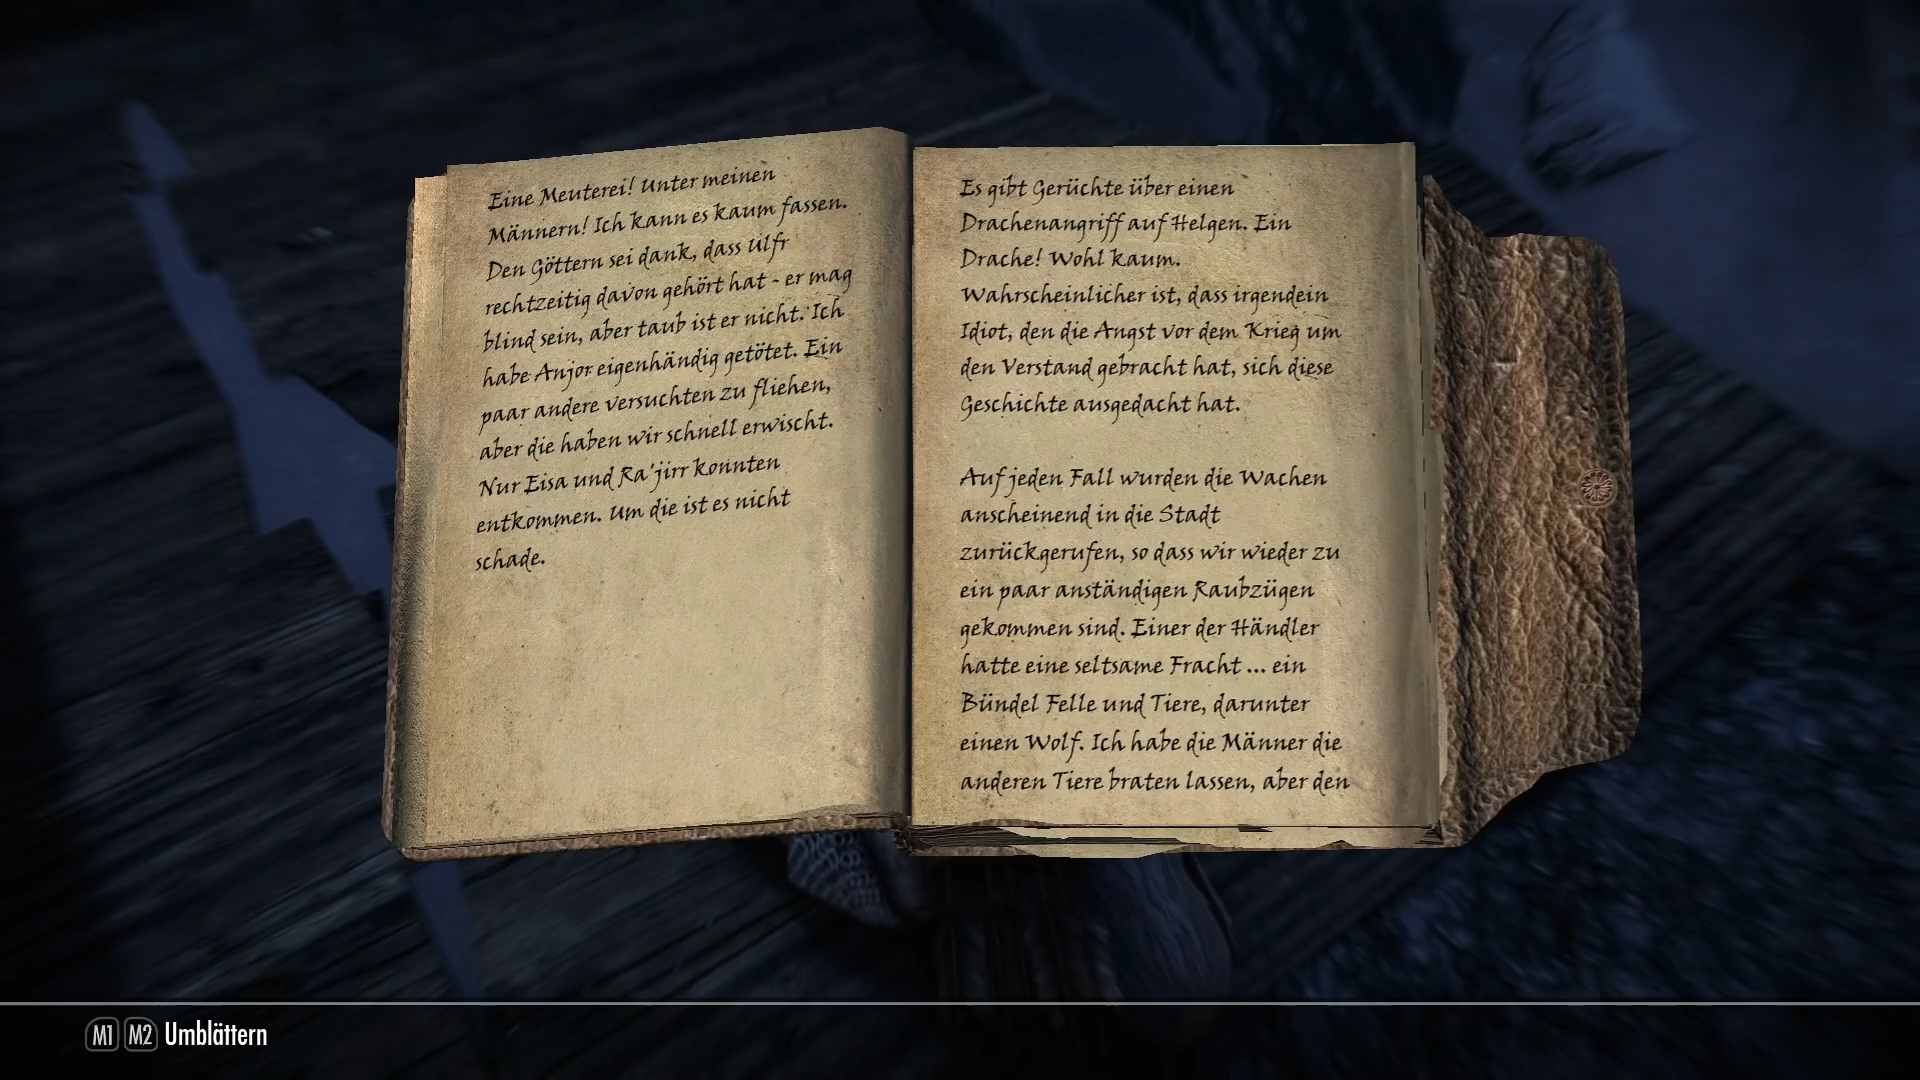 Eine Meuterei! Unter meinen
Männern! Ich kann es kaum fassen.
Den Göttern sei dank, dass Ulfr
rechtzeitig davon gehört hat - er mag
blind sein, aber taub ist er nicht. Ich
habe Anjor eigenhändig getötet. Ein
paar andere versuchten zu fliehen,
aber die haben wir schnell erwischt.
Nur Eisa und Ra'jirr konnten
entkommen. Um die ist es nicht
schade.
Es gibt Gerüchte über einen
Drachenangriff auf Helgen. Ein
Drache! Wohl kaum.
Wahrscheinlicher ist, dass irgendein
Idiot, den die Angst vor dem Krieg um
den Verstand gebracht hat, sich diese
Geschichte ausgedacht hat.
Auf jeden Fall wurden die Wachen
anscheinend in die Stadt
zurückgerufen, so dass wir wieder zu
ein paar anständigen Raubzügen
gekommen sind. Einer der Händler
hatte eine seltsame Fracht ... ein
Bündel Felle und Tiere, darunter
einen Wolf. Ich habe die Männer die
anderen Tiere braten lassen, aber den
M1 M2 Umblättern